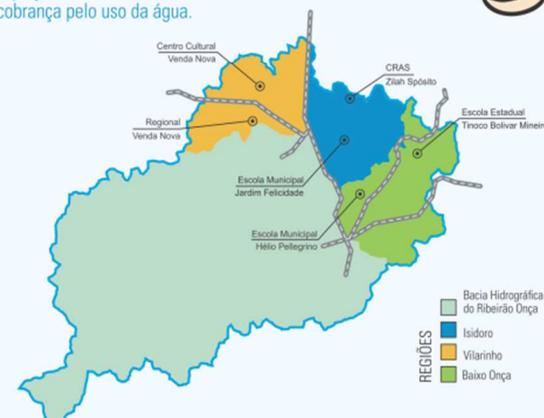 cobrança pelo uso da água.
Centro Cultural
Venda Nova
CRAS
Zilah Spósito
Escola Estadual
Tinoco Bolivar Mineir
Regional
Venda Nova
Escola Municipal
Jardim Felicidade
Escola Municipal
Hélio Pellegrino
REGIÕES
Bacia Hidrográfica
do Ribeirão Onça
Isidoro
Vilarinho
Baixo Onça